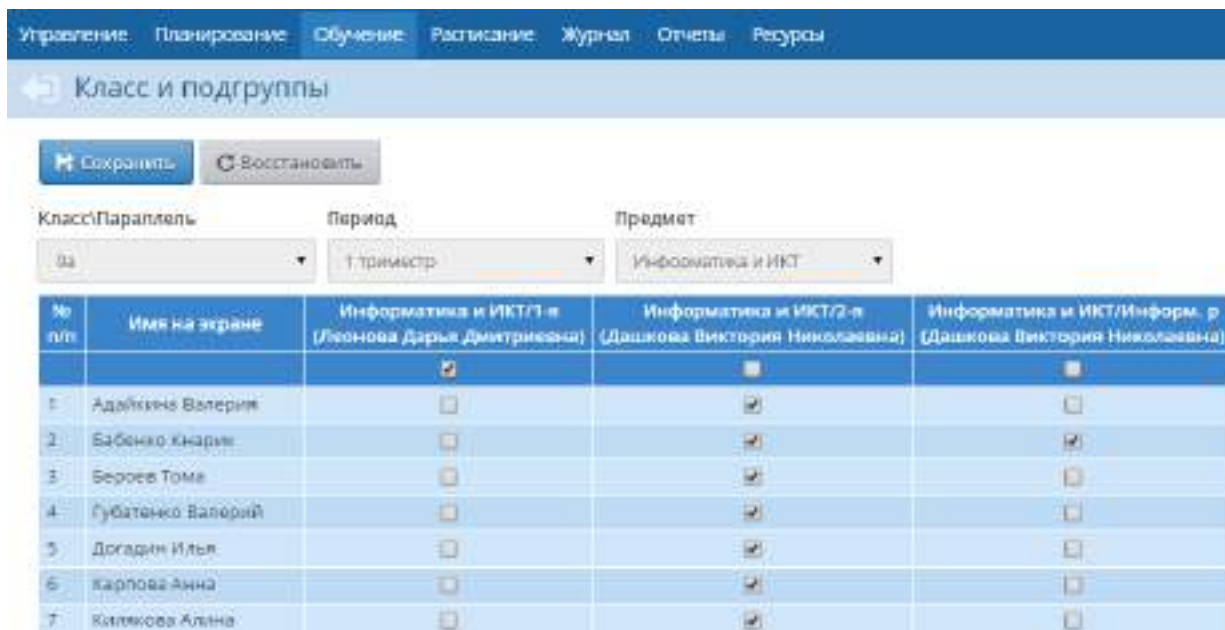 Управление Планирование Обучение Расписание Журнал Отчеты Ресурсы
Класс и подгруппы
Сохранить Восстановить
Класс\Параллель Период Предмет
1 триместр Информатика и ИКТ
№ п/п Имя на экране Информатика и ИКТ/1-я (Леонова Дарья Дмитриевна) Информатика и ИКТ/2-я (Дашкова Виктория Николаевна) Информатика и ИКТ/Информ. р (Дашкова Виктория Николаевна)
1 Адайкина Валерия
2 Бабенко Кнарик
3 Бероев Тома
4 Губатенко Валерий
5 Догадин Илья
6 Карпова Анна
7 Килякова Алина